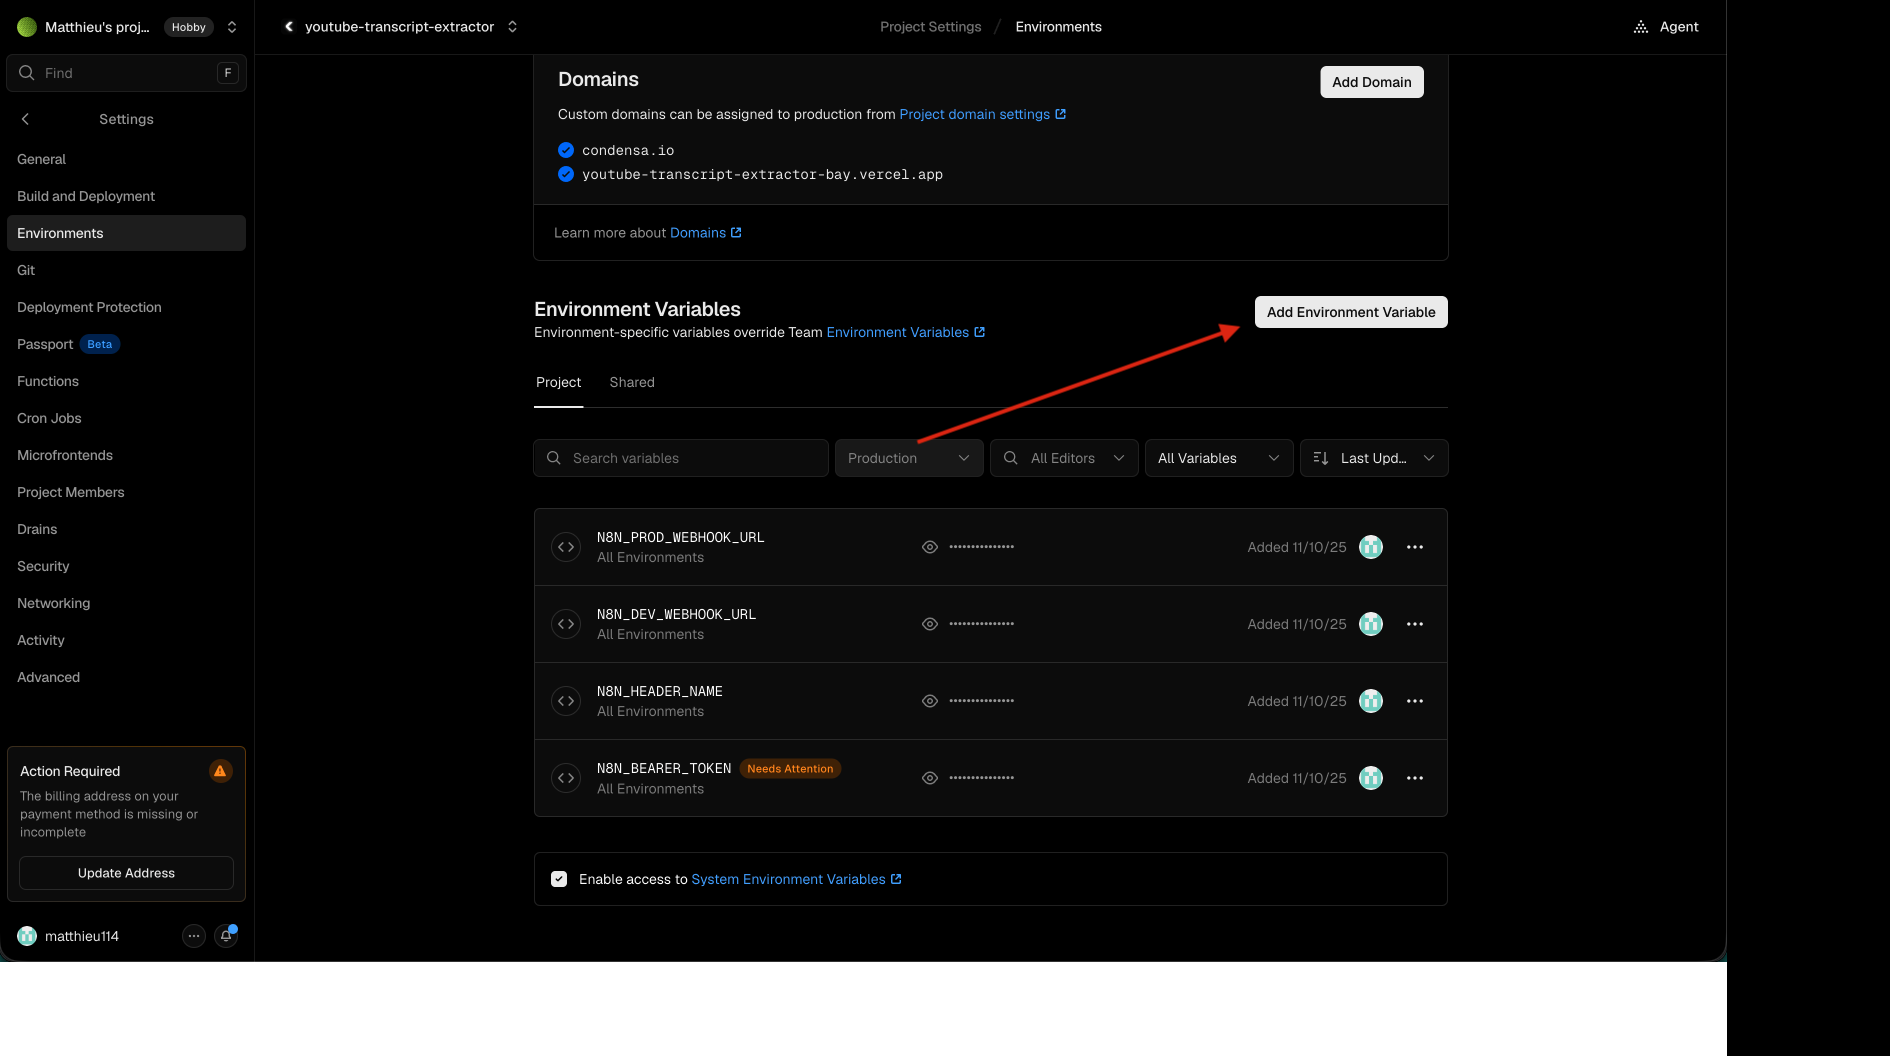 Matthieu's proj...
Hobby
Find
F
Settings
General
Build and Deployment
Environments
Git
Deployment Protection
Passport Beta
Functions
Cron Jobs
Microfrontends
Project Members
Drains
Security
Networking
Activity
Advanced
Action Required
The billing address on your
payment method is missing or
incomplete
Update Address
matthieu114
youtube-transcript-extractor
Project Settings / Environments
Agent
Domains
Add Domain
Custom domains can be assigned to production from Project domain settings
condensa.io
youtube-transcript-extractor-bay.vercel.app
Learn more about Domains
Environment Variables
Add Environment Variable
Environment-specific variables override Team Environment Variables
Project
Shared
Search variables
Production
All Editors
All Variables
Last Upd...
N8N_PROD_WEBHOOK_URL
All Environments
••••••••••••••
Added 11/10/25
N8N_DEV_WEBHOOK_URL
All Environments
••••••••••••••
Added 11/10/25
N8N_HEADER_NAME
All Environments
••••••••••••••
Added 11/10/25
N8N_BEARER_TOKEN Needs Attention
All Environments
••••••••••••••
Added 11/10/25
Enable access to System Environment Variables